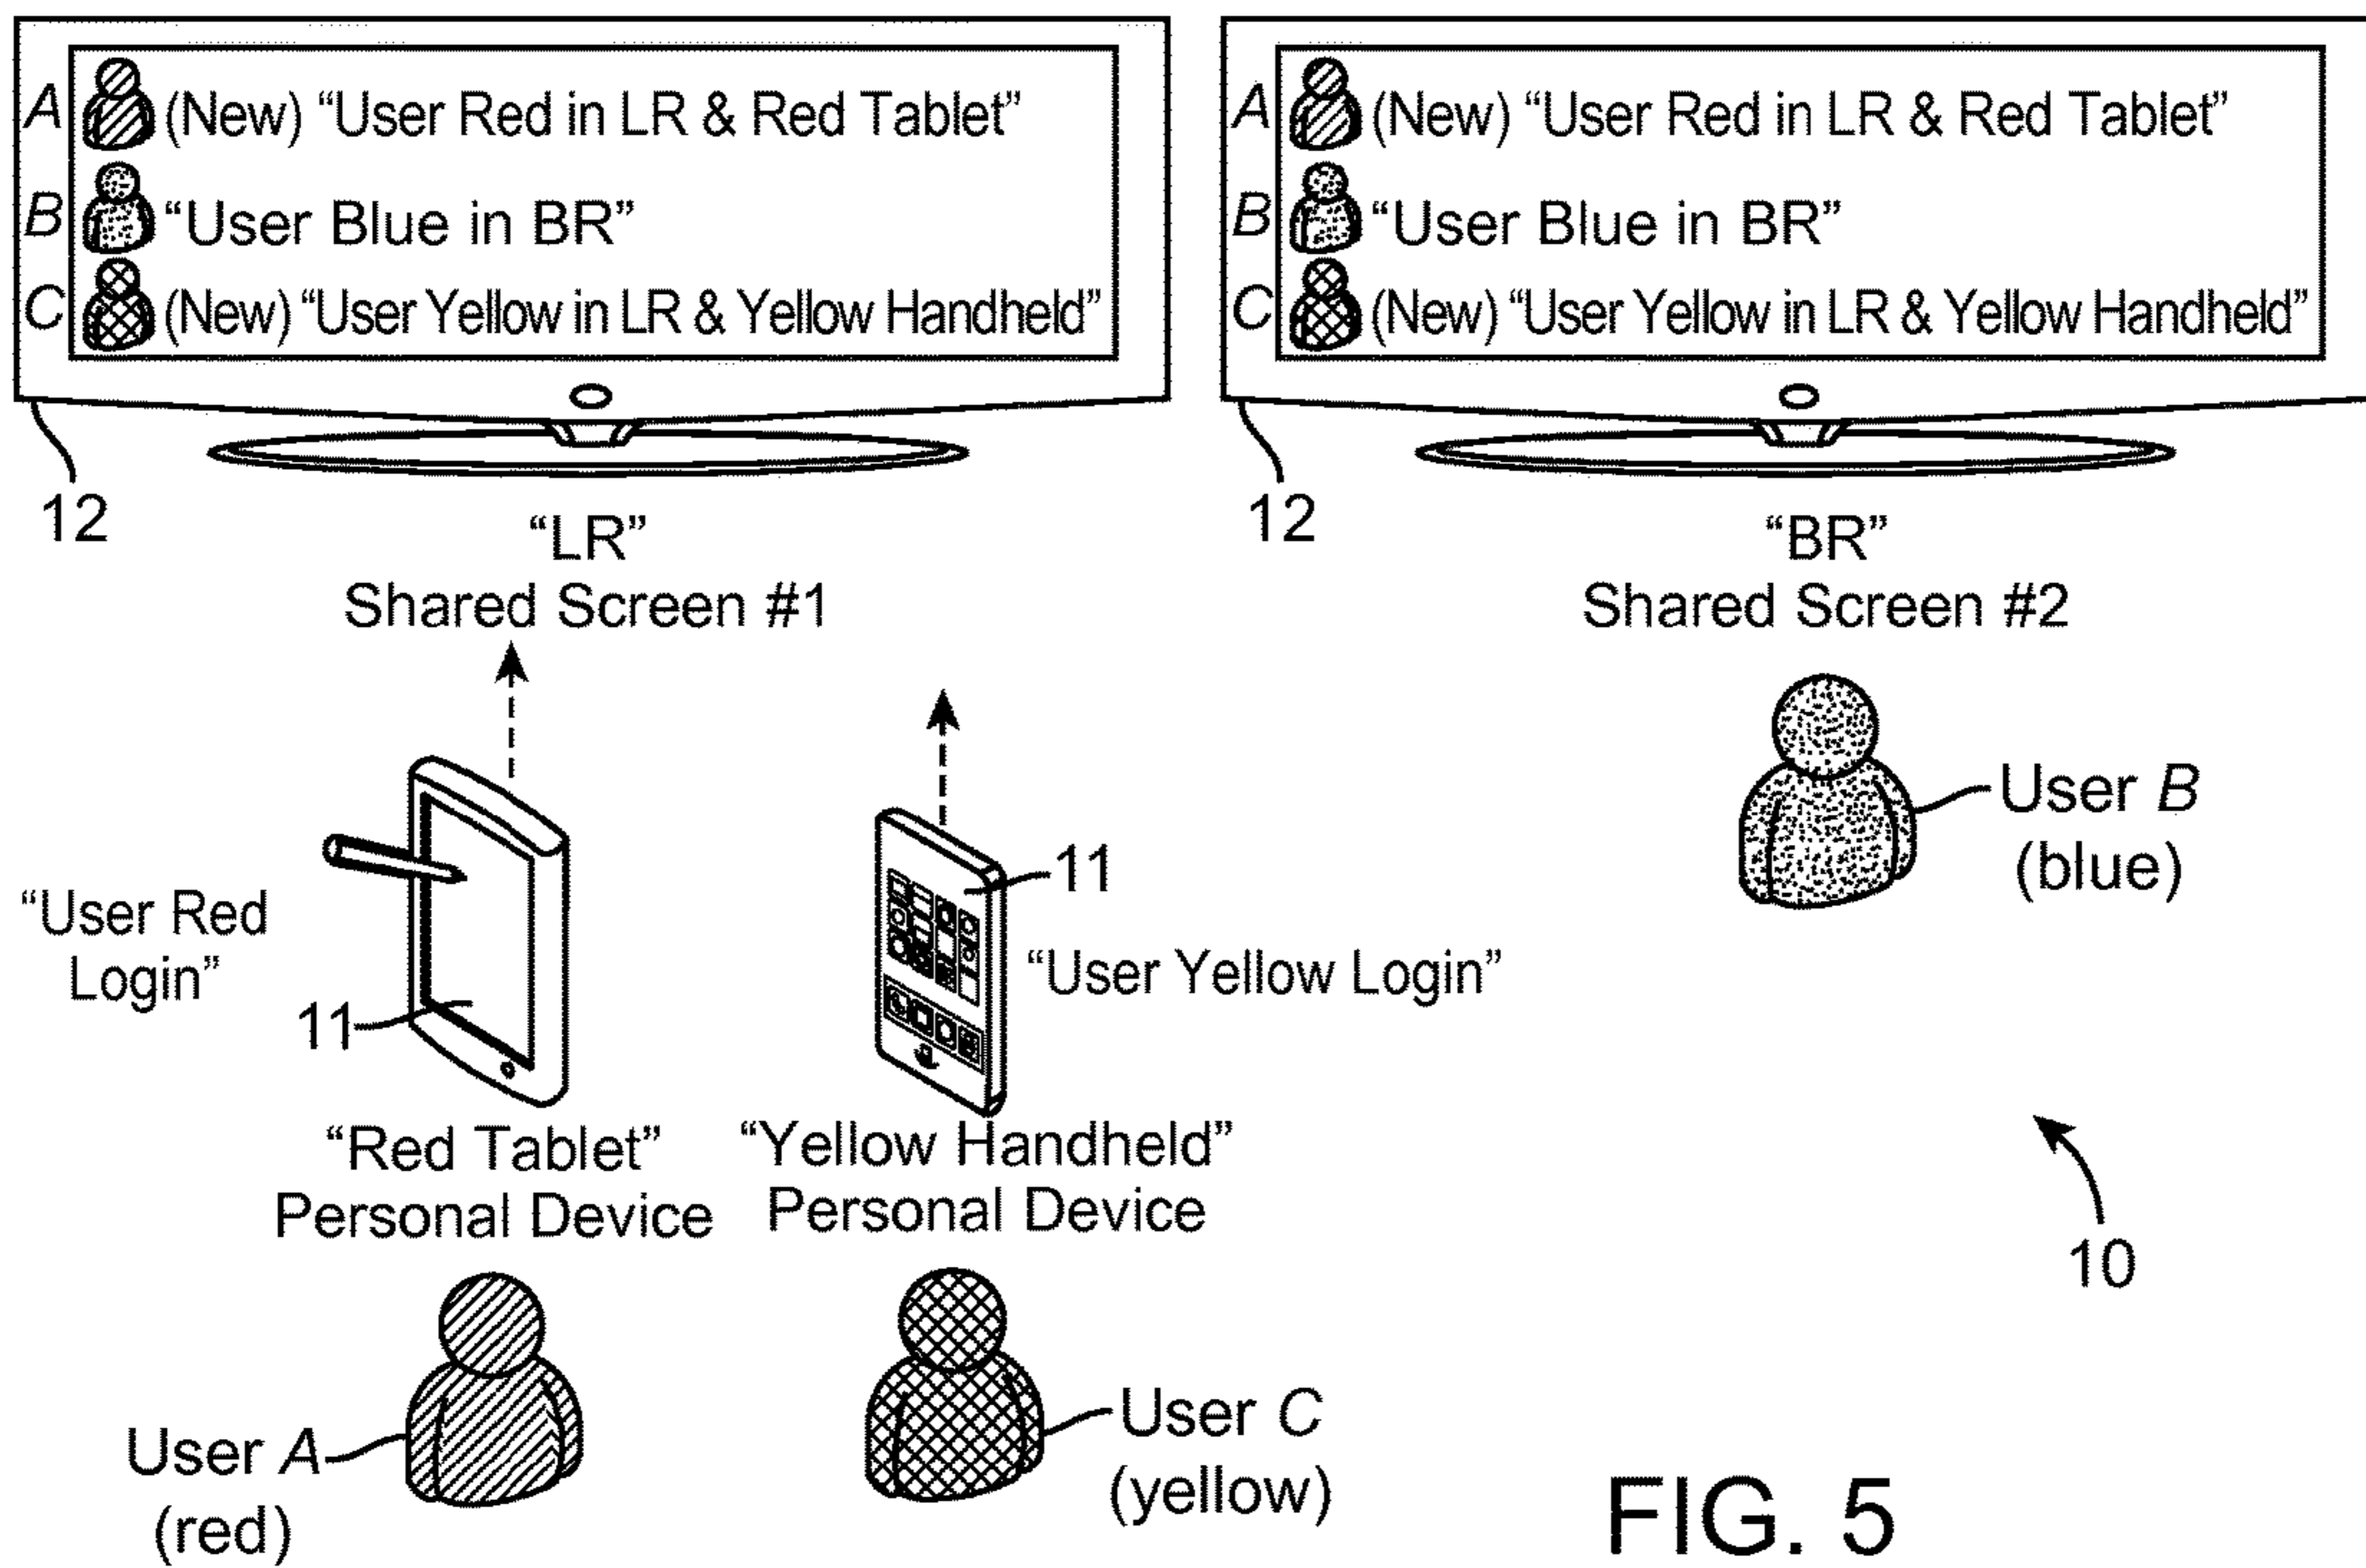 A (New) “User Red in LR & Red Tablet”
B “User Blue in BR”
C (New) “User Yellow in LR & Yellow Handheld”
12
“LR”
Shared Screen #1
A (New) “User Red in LR & Red Tablet”
B “User Blue in BR”
C (New) “User Yellow in LR & Yellow Handheld”
12
“BR”
Shared Screen #2
“User Red
Login”
11
“Red Tablet”
Personal Device
User A
(red)
11
“User Yellow Login”
“Yellow Handheld”
Personal Device
User C
(yellow)
User B
(blue)
10
FIG. 5